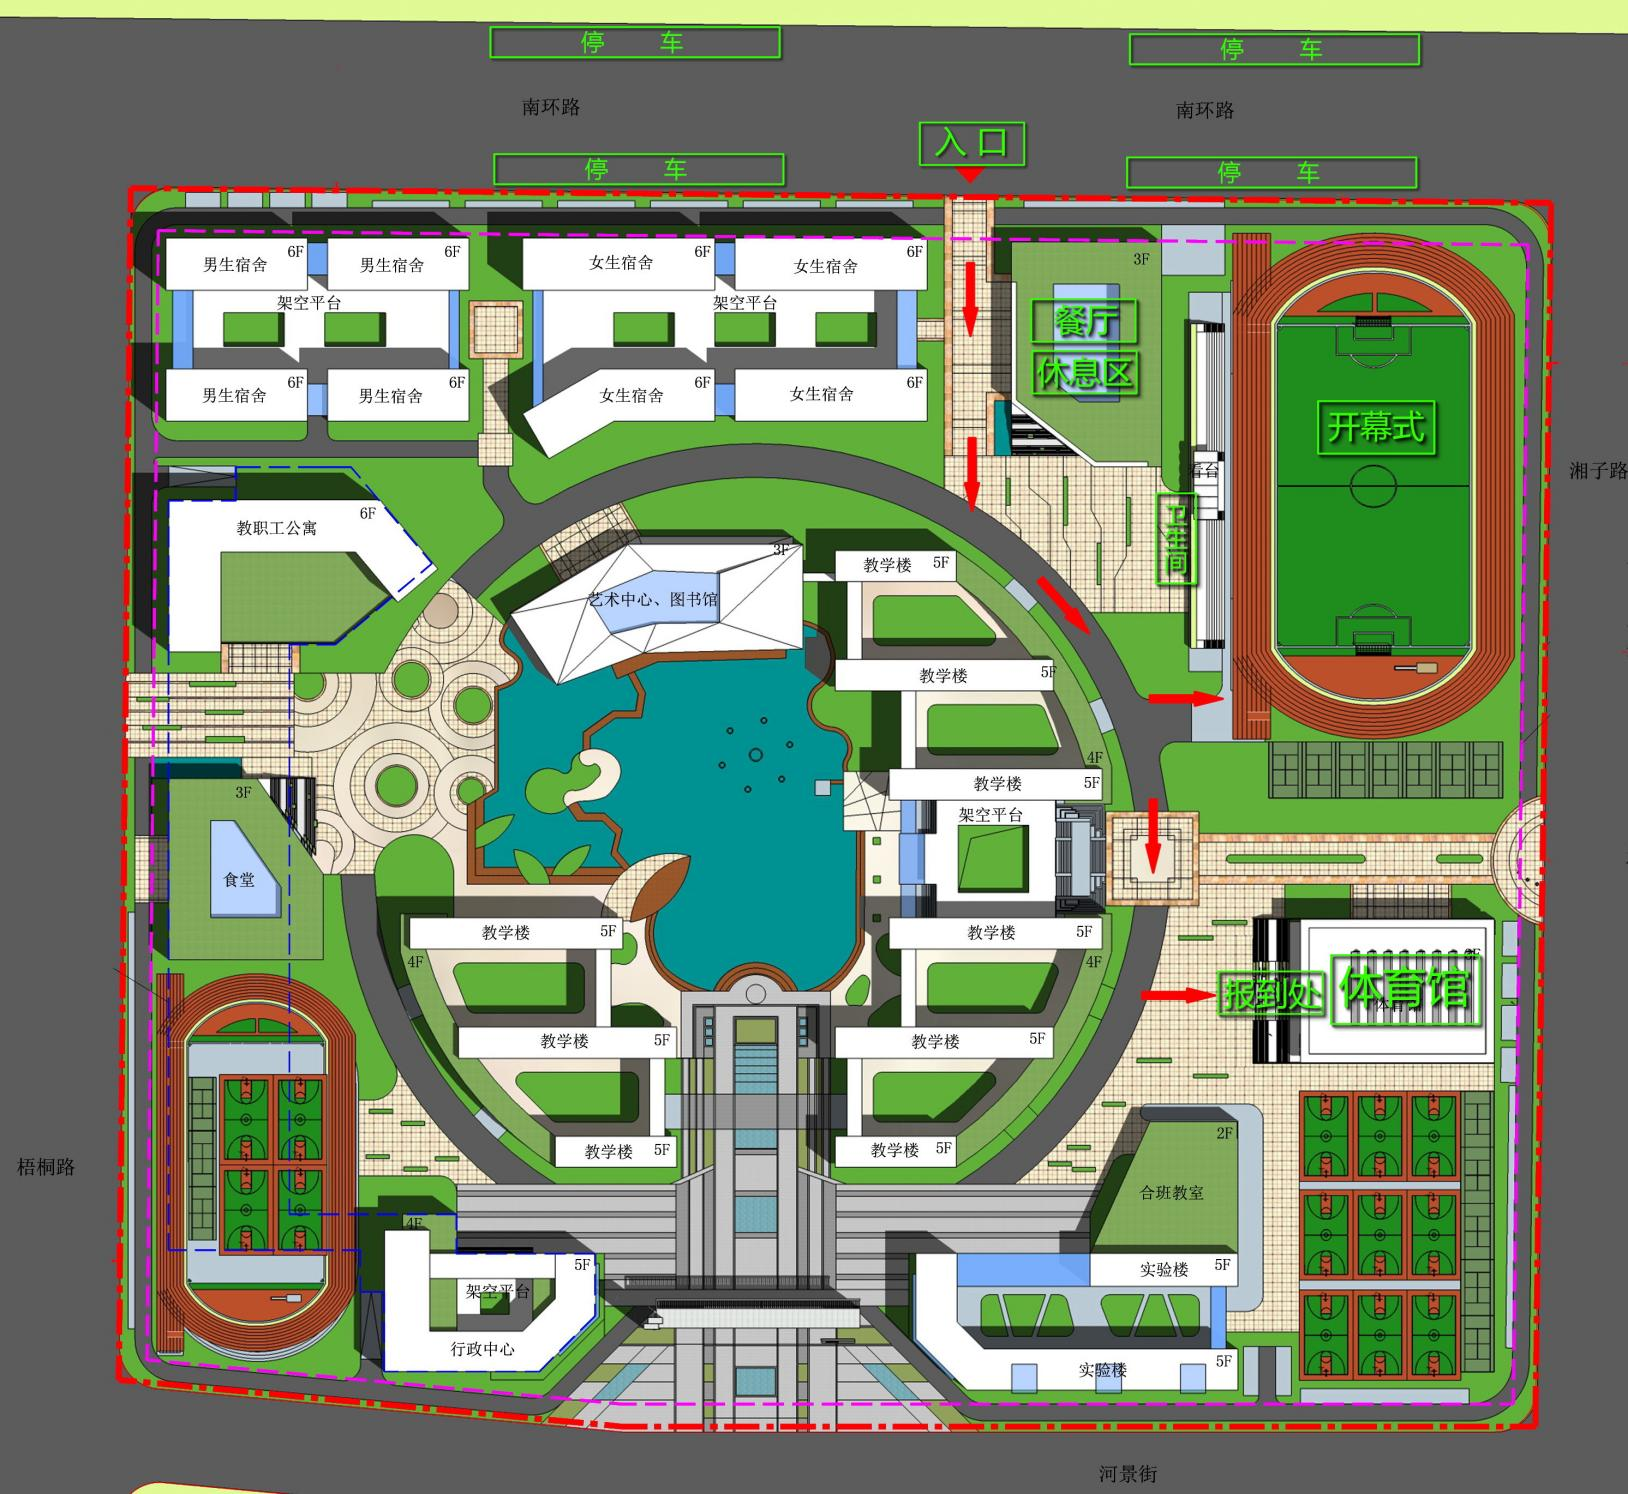 停 车
停 车
南环路
南环路
入口
停 车
停 车
男生宿舍 6F
男生宿舍 6F
女生宿舍 6F
女生宿舍 6F
3F
架空平台
架空平台
餐厅
休息区
男生宿舍 6F
男生宿舍 6F
女生宿舍 6F
女生宿舍 6F
开幕式
看台
湘子路
卫生间
教职工公寓 6F
3F
艺术中心、图书馆
教学楼 5F
教学楼 5F
4F
教学楼 5F
架空平台
3F
食堂
教学楼 5F
4F
教学楼 5F
4F
报到处
体育馆
教学楼 5F
教学楼 5F
教学楼 5F
教学楼 5F
2F
合班教室
梧桐路
4F
5F
架空平台
行政中心
实验楼 5F
实验楼 5F
河景街